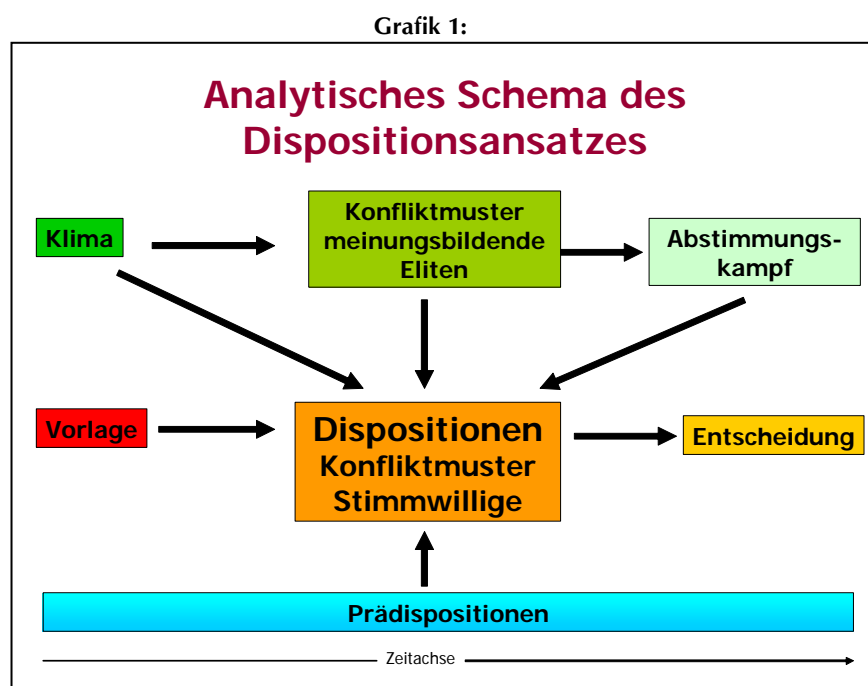 Grafik 1:
Analytisches Schema des
Dispositionsansatzes
Klima
Konfliktmuster
meinungsbildende
Eliten
Abstimmungs-
kampf
Vorlage
Dispositionen
Konfliktmuster
Stimmwillige
Entscheidung
Prädispositionen
Zeitachse